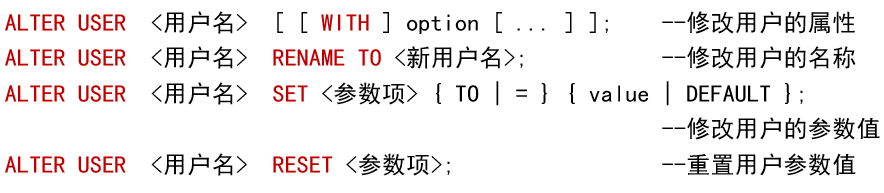 ALTER USER <用户名> [ [ WITH ] option [ ... ] ]; --修改用户的属性
ALTER USER <用户名> RENAME TO <新用户名>; --修改用户的名称
ALTER USER <用户名> SET <参数项> { TO | = } { value | DEFAULT };
--修改用户的参数值
ALTER USER <用户名> RESET <参数项>; --重置用户参数值